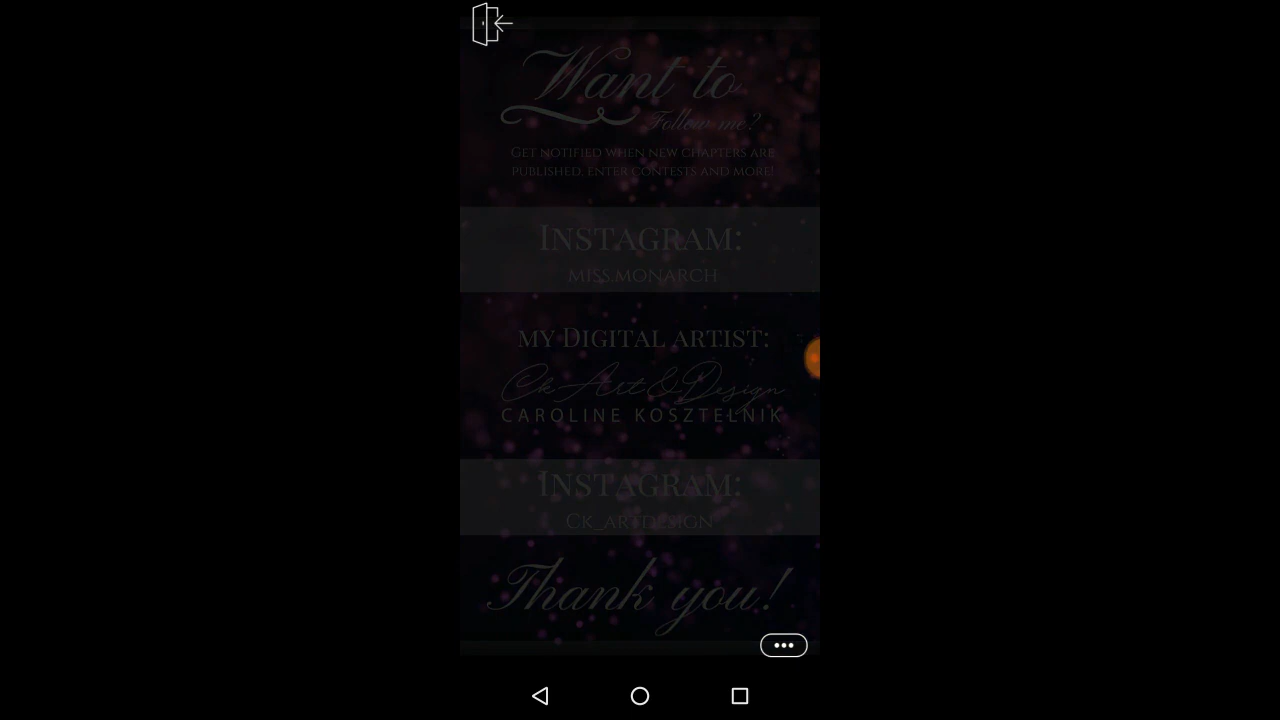 Want to
Follow me?
Get notified when new chapters are
published, enter contests and more!
Instagram:
miss.monarch
my Digital artist:
Ck Art & Design
CAROLINE KOSZTELNIK
Instagram:
Ck_artdesign
Thank you!